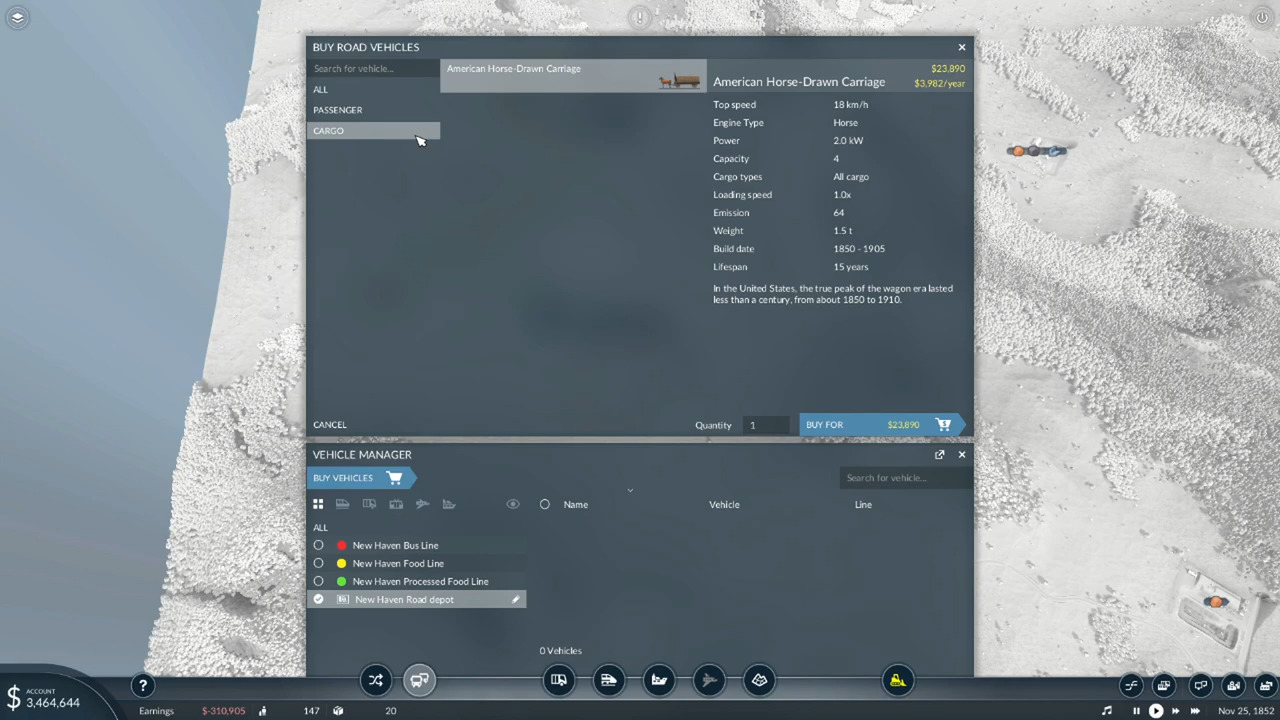 BUY ROAD VEHICLES
Search for vehicle...
ALL
PASSENGER
CARGO
American Horse-Drawn Carriage
American Horse-Drawn Carriage
$23,890
$3,982/year
Top speed 18 km/h
Engine Type Horse
Power 2.0 kW
Capacity 4
Cargo types All cargo
Loading speed 1.0x
Emission 64
Weight 1.5 t
Build date 1850 - 1905
Lifespan 15 years
In the United States, the true peak of the wagon era lasted
less than a century, from about 1850 to 1910.
CANCEL
Quantity 1
BUY FOR $23,890
VEHICLE MANAGER
BUY VEHICLES
Search for vehicle...
Name Vehicle Line
ALL
New Haven Bus Line
New Haven Food Line
New Haven Processed Food Line
New Haven Road depot
0 Vehicles
$ ACCOUNT
3,464,644
?
Earnings $-310,905 147 20
Nov 25, 1852